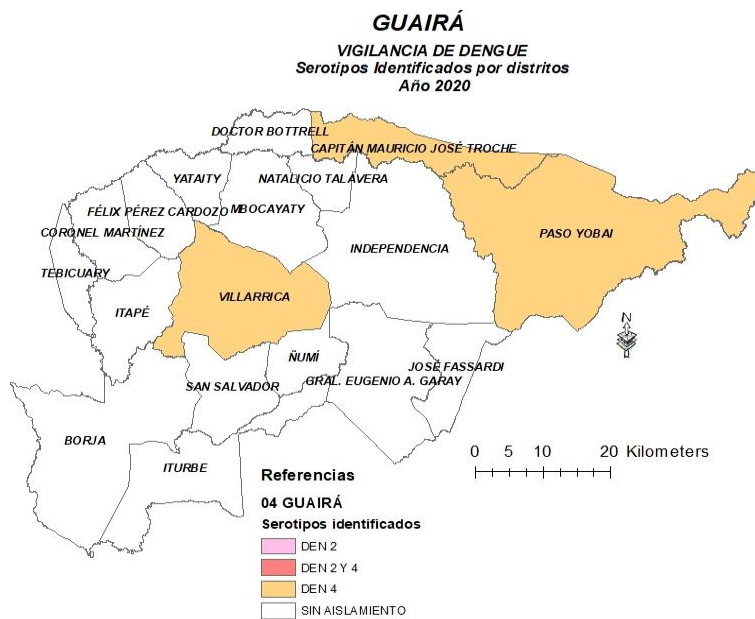 GUAIRÁ
VIGILANCIA DE DENGUE
Serotipos Identificados por distritos
Año 2020
DOCTOR BOTTRELL
CAPITÁN MAURICIO JOSÉ TROCHE
YATAITY
NATALICIO TALAVERA
FÉLIX PÉREZ CARDOZO
MBOCAYATY
CORONEL MARTÍNEZ
INDEPENDENCIA
PASO YOBAI
TEBICUARY
VILLARRICA
ITAPÉ
N
ÑUMÍ
JOSÉ FASSARDI
SAN SALVADOR
GRAL. EUGENIO A. GARAY
BORJA
ITURBE
0 5 10 20 Kilometers
Referencias
04 GUAIRÁ
Serotipos identificados
DEN 2
DEN 2 Y 4
DEN 4
SIN AISLAMIENTO